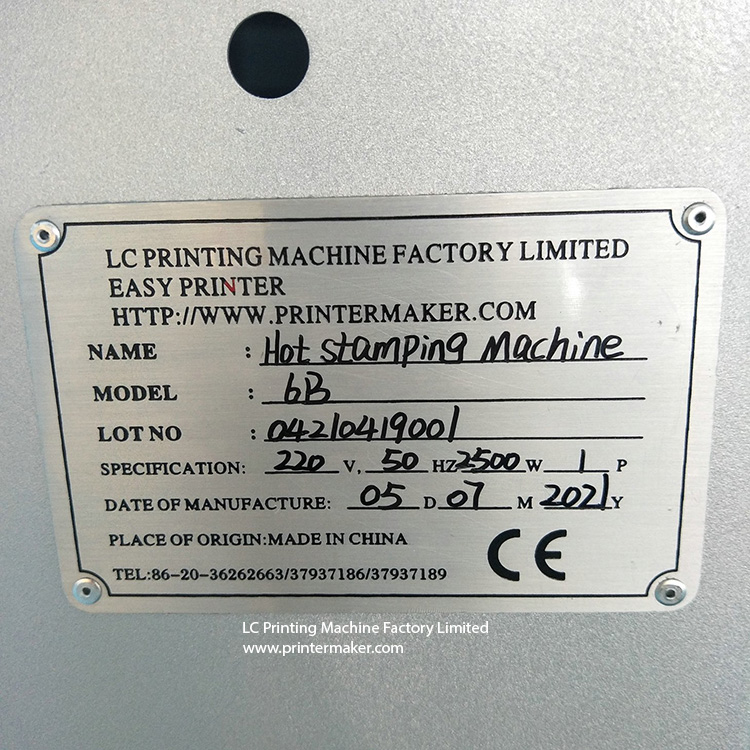 LC PRINTING MACHINE FACTORY LIMITED
EASY PRINTER
HTTP://WWW.PRINTERMAKER.COM
NAME : Hot stamping Machine
MODEL : 6B
LOT NO : 04210419001
SPECIFICATION: 220 V, 50 HZ 2500 W 1 P
DATE OF MANUFACTURE: 05 D 07 M 2021 Y
PLACE OF ORIGIN:MADE IN CHINA
CE
TEL:86-20-36262663/37937186/37937189
LC Printing Machine Factory Limited
www.printermaker.com